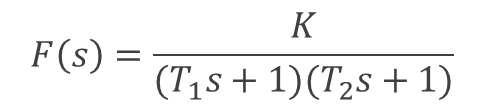 F(s) = K / ((T₁s + 1)(T₂s + 1))